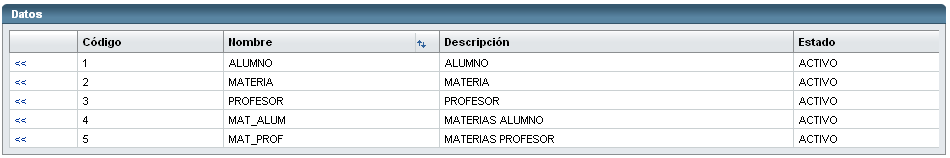 Datos
Código Nombre Descripción Estado
<< 1 ALUMNO ALUMNO ACTIVO
<< 2 MATERIA MATERIA ACTIVO
<< 3 PROFESOR PROFESOR ACTIVO
<< 4 MAT_ALUM MATERIAS ALUMNO ACTIVO
<< 5 MAT_PROF MATERIAS PROFESOR ACTIVO